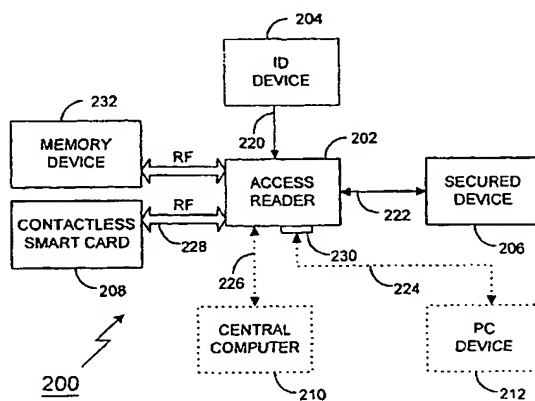 204
ID
DEVICE
232
220
202
MEMORY
DEVICE
RF
ACCESS
READER
SECURED
DEVICE
RF
222
CONTACTLESS
SMART CARD
228
230
206
226
224
208
CENTRAL
COMPUTER
PC
DEVICE
200
210
212